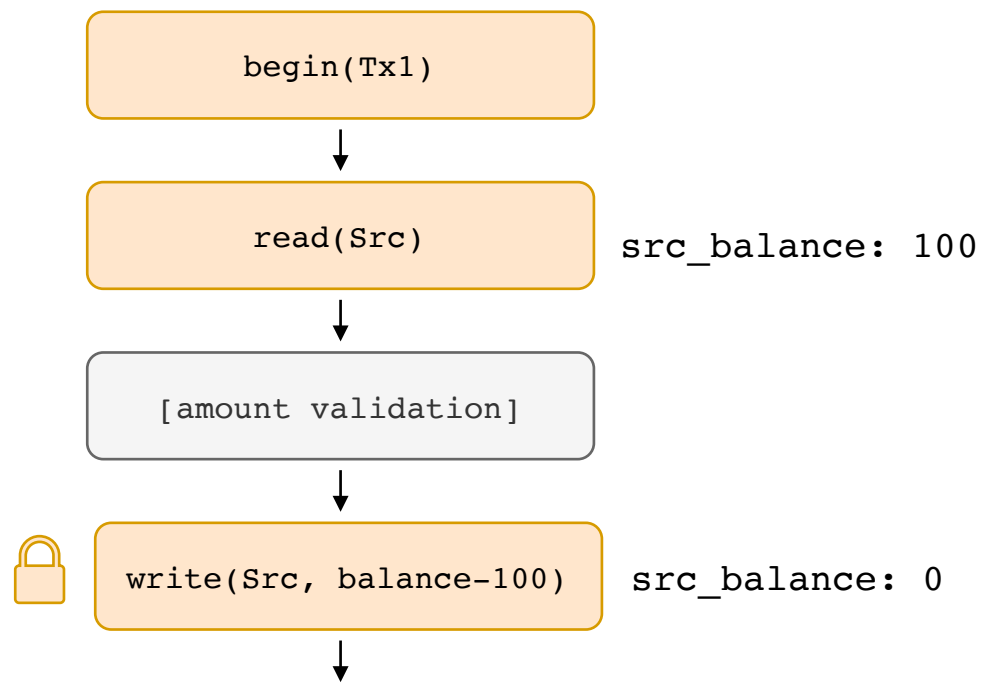 begin(Tx1)
read(Src)
src_balance: 100
[amount validation]
write(Src, balance-100)
src_balance: 0